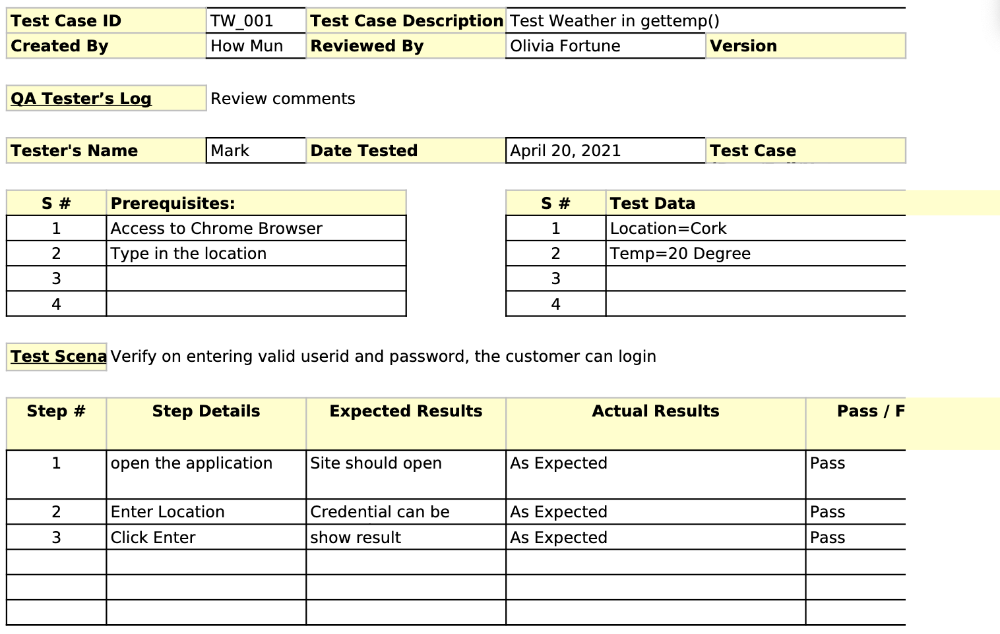 Test Case ID TW_001 Test Case Description Test Weather in gettemp()
Created By How Mun Reviewed By Olivia Fortune Version
QA Tester’s Log Review comments
Tester's Name Mark Date Tested April 20, 2021 Test Case
S # Prerequisites: S # Test Data
1 Access to Chrome Browser 1 Location=Cork
2 Type in the location 2 Temp=20 Degree
3 3
4 4
Test Scena Verify on entering valid userid and password, the customer can login
Step # Step Details Expected Results Actual Results Pass / F
1 open the application Site should open As Expected Pass
2 Enter Location Credential can be As Expected Pass
3 Click Enter show result As Expected Pass